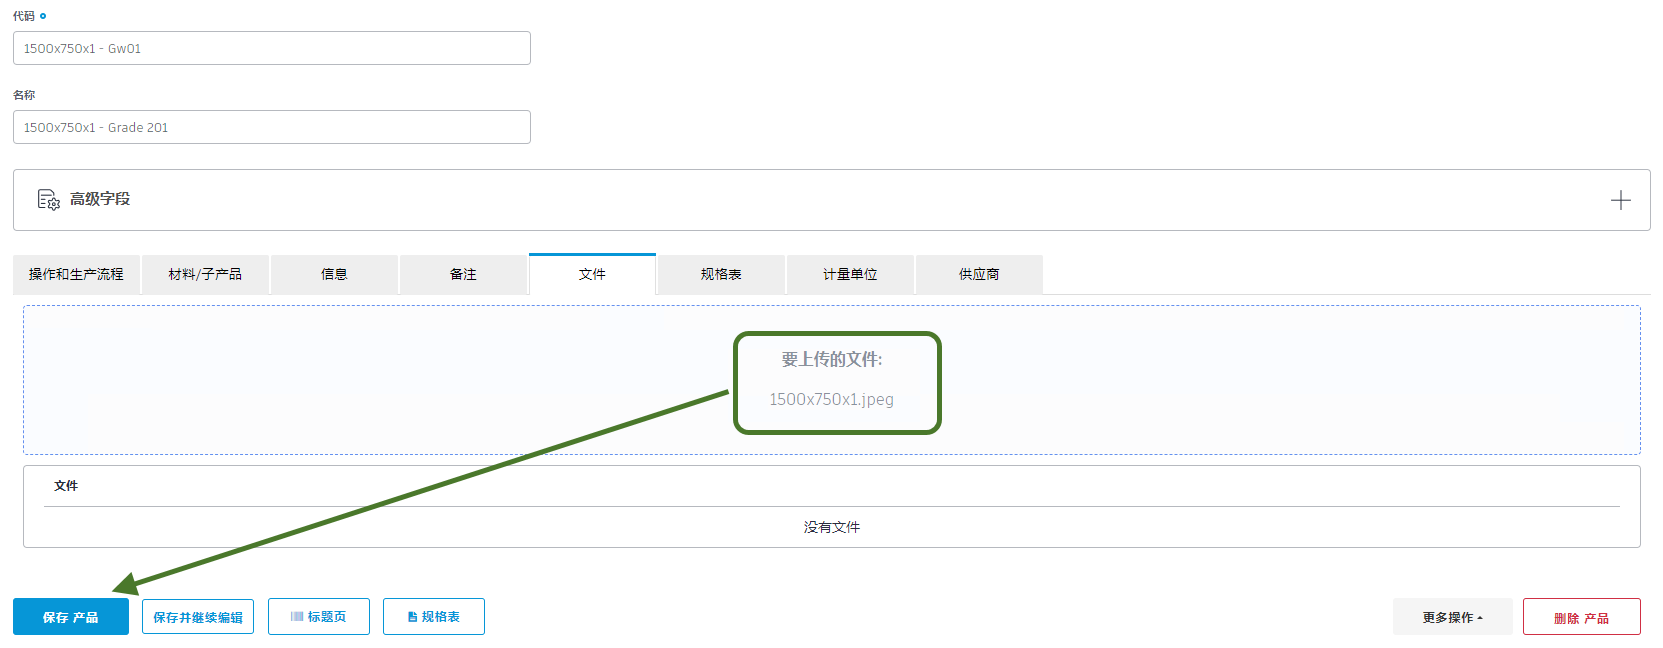 代码
1500x750x1 - Gw01
名称
1500x750x1 - Grade 201
高级字段
操作和生产流程 材料/子产品 信息 备注 文件 规格表 计量单位 供应商
要上传的文件:
1500x750x1.jpeg
文件
没有文件
保存 产品 保存并继续编辑 标题页 规格表 更多操作 删除 产品